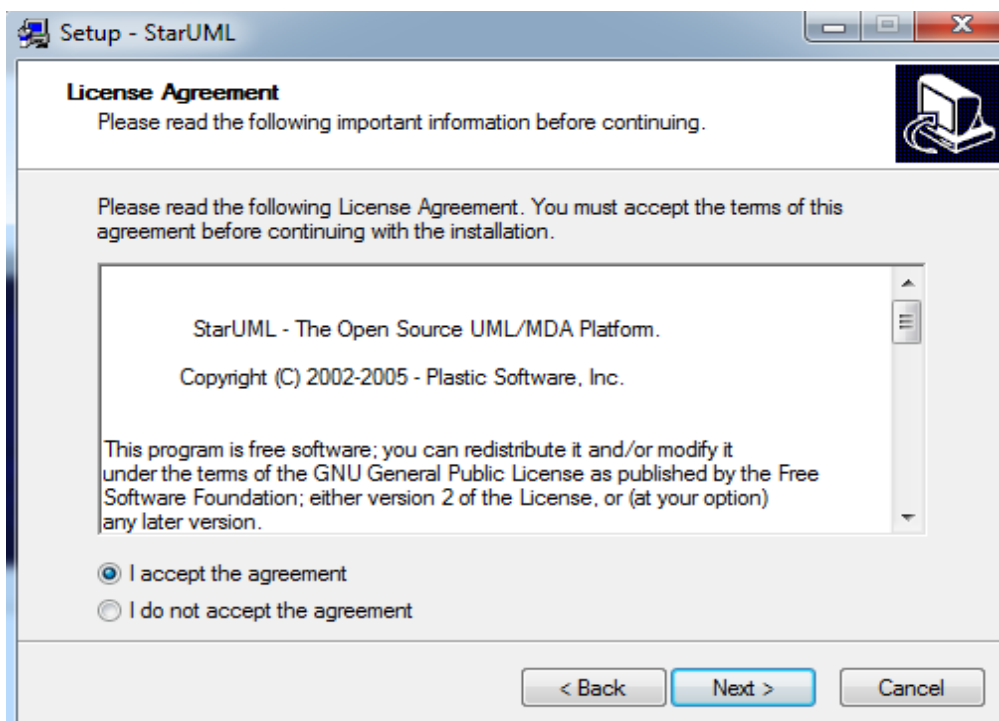 Setup - StarUML
License Agreement
Please read the following important information before continuing.
Please read the following License Agreement. You must accept the terms of this
agreement before continuing with the installation.
StarUML - The Open Source UML/MDA Platform.
Copyright (C) 2002-2005 - Plastic Software, Inc.
This program is free software; you can redistribute it and/or modify it
under the terms of the GNU General Public License as published by the Free
Software Foundation; either version 2 of the License, or (at your option)
any later version.
I accept the agreement
I do not accept the agreement
< Back Next > Cancel